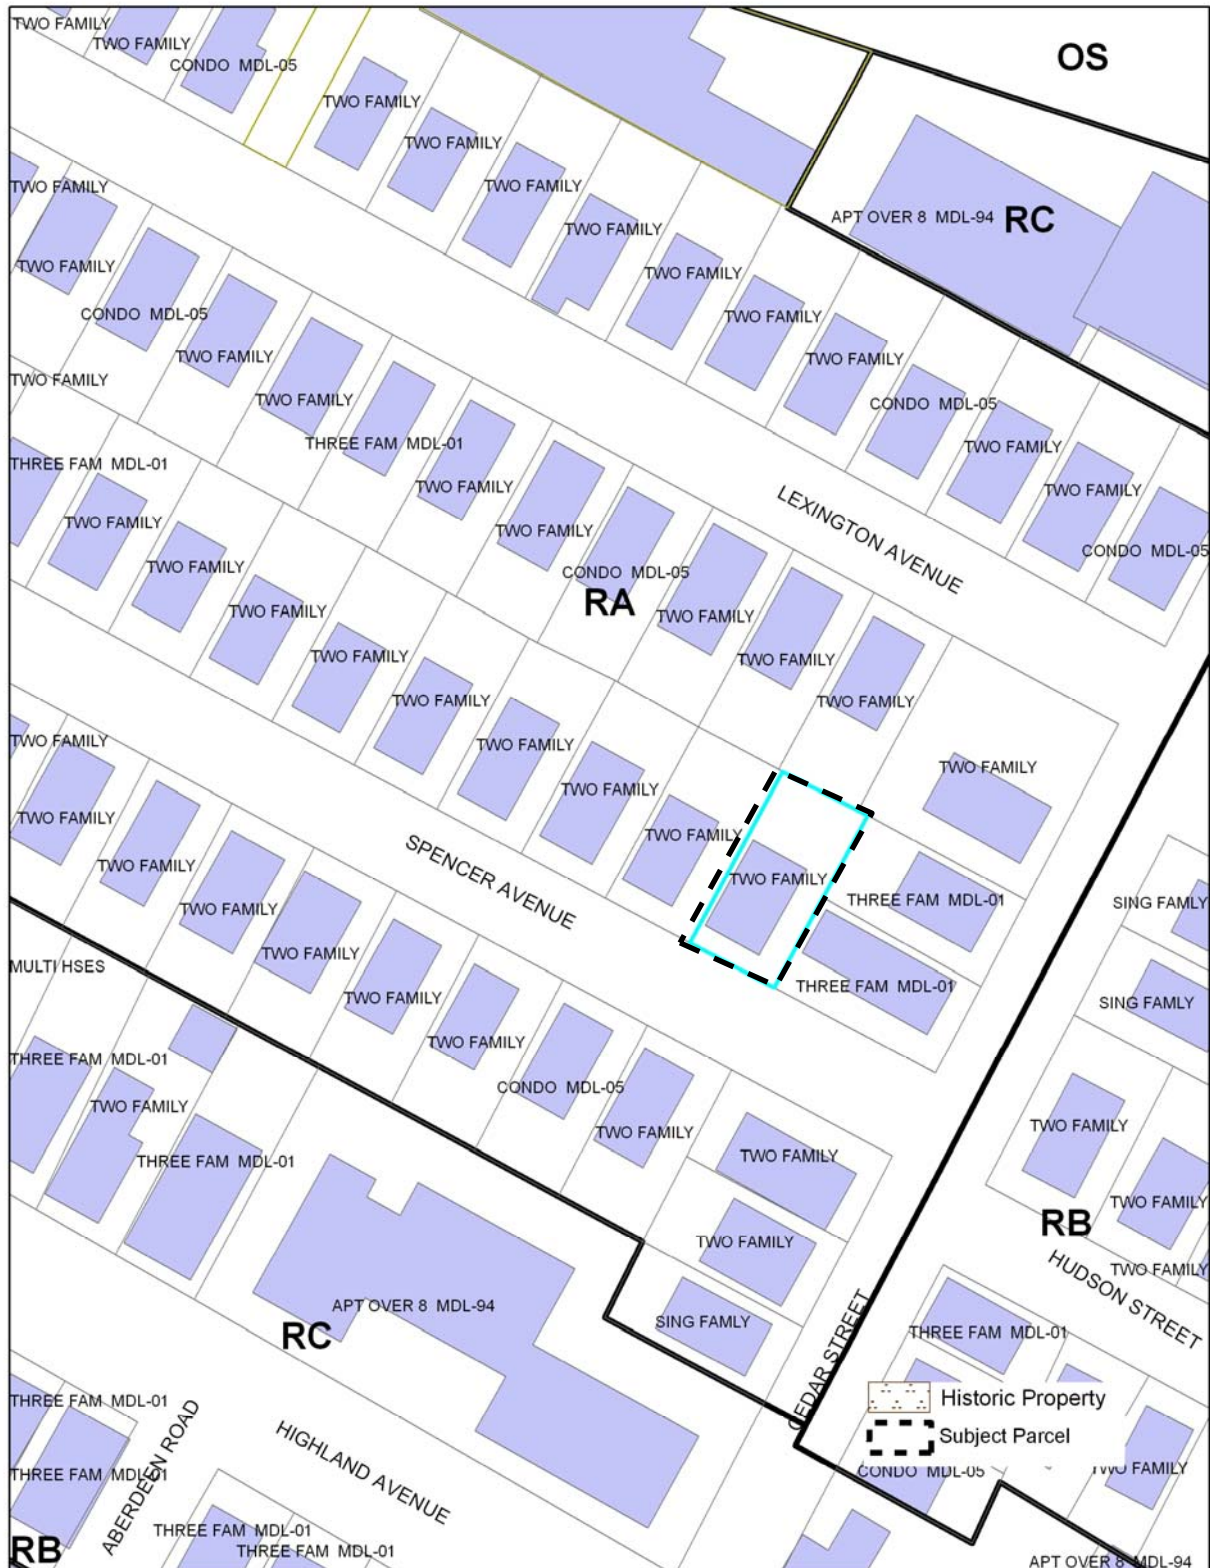 TWO FAMILY
TWO FAMILY
OS
CONDO MDL-05
TWO FAMILY
TWO FAMILY
TWO FAMILY
TWO FAMILY
APT OVER 8 MDL-94
RC
TWO FAMILY
TWO FAMILY
TWO FAMILY
TWO FAMILY
CONDO MDL-05
TWO FAMILY
TWO FAMILY
TWO FAMILY
TWO FAMILY
TWO FAMILY
CONDO MDL-05
THREE FAM MDL-01
TWO FAMILY
THREE FAM MDL-01
TWO FAMILY
TWO FAMILY
LEXINGTON AVENUE
TWO FAMILY
TWO FAMILY
CONDO MDL-05
TWO FAMILY
CONDO MDL-05
RA
TWO FAMILY
TWO FAMILY
TWO FAMILY
TWO FAMILY
TWO FAMILY
TWO FAMILY
TWO FAMILY
TWO FAMILY
TWO FAMILY
TWO FAMILY
TWO FAMILY
TWO FAMILY
TWO FAMILY
TWO FAMILY
SPENCER AVENUE
TWO FAMILY
TWO FAMILY
THREE FAM MDL-01
SING FAMLY
TWO FAMILY
TWO FAMILY
MULTI HSES
THREE FAM MDL-01
TWO FAMILY
SING FAMLY
TWO FAMILY
THREE FAM MDL-01
CONDO MDL-05
TWO FAMILY
TWO FAMILY
TWO FAMILY
TWO FAMILY
THREE FAM MDL-01
TWO FAMILY
RB
TWO FAMILY
TWO FAMILY
HUDSON STREET
APT OVER 8 MDL-94
SING FAMLY
RC
THREE FAM MDL-01
CEDAR STREET
THREE FAM MDL-01
Historic Property
Subject Parcel
ABERDEEN ROAD
HIGHLAND AVENUE
THREE FAM MDL-01
CONDO MDL-05
TWO FAMILY
THREE FAM MDL-01
THREE FAM MDL-01
RB
APT OVER 8 MDL-94